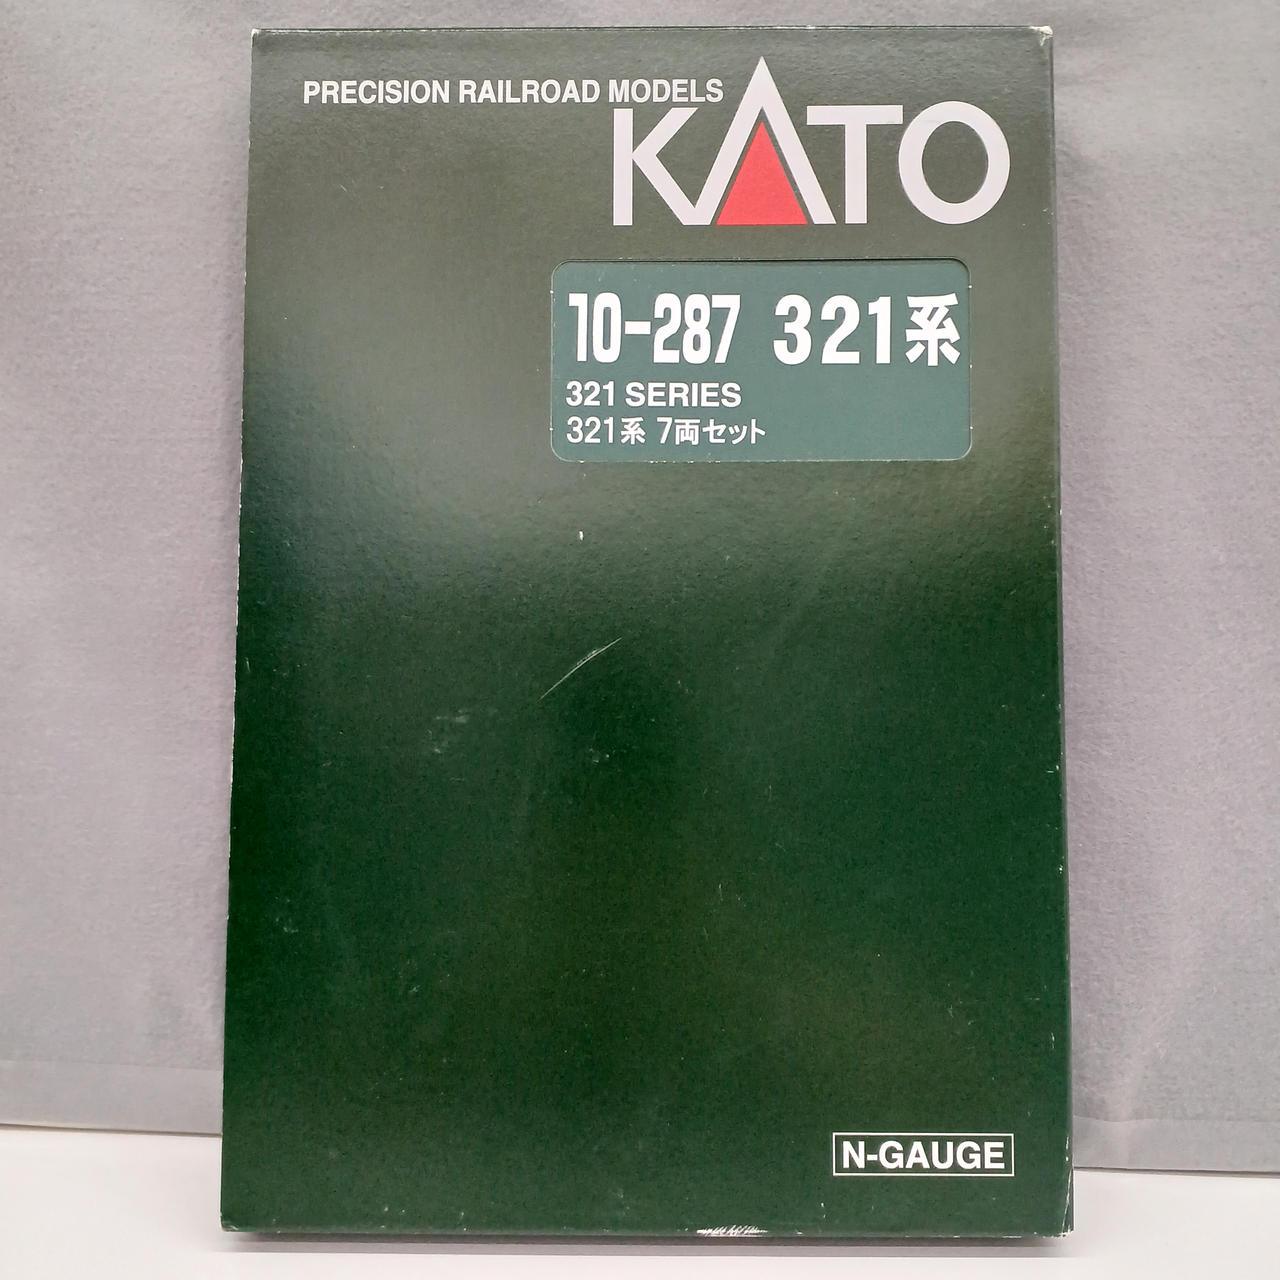 PRECISION RAILROAD MODELS
KATO
10-287 321系
321 SERIES
321系 7両セット
N-GAUGE